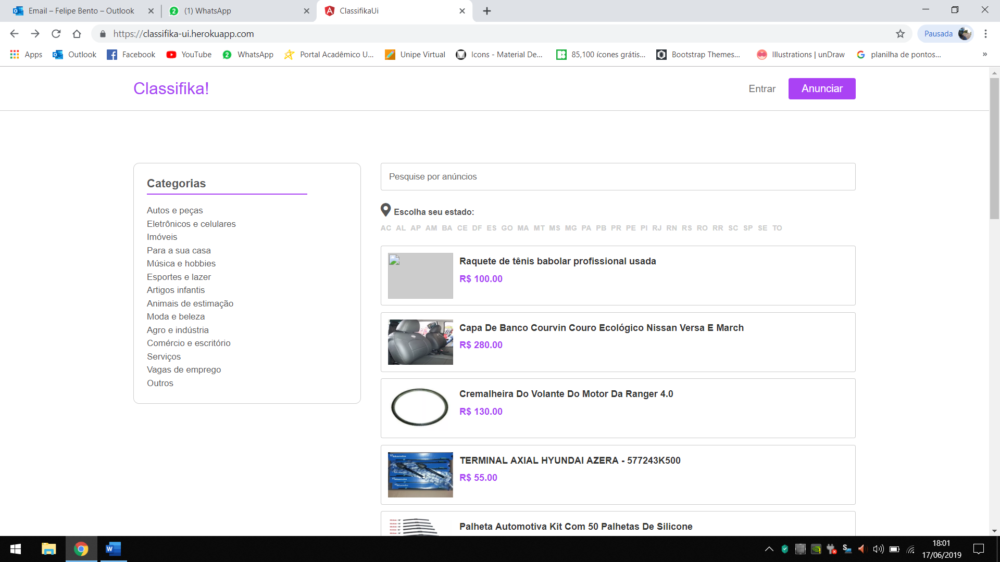 Email – Felipe Bento – Outlook
(1) WhatsApp
ClassifikaUi
https://classifika-ui.herokuapp.com
Pausada
Apps
Outlook
Facebook
YouTube
WhatsApp
Portal Acadêmico U...
Unipe Virtual
Icons - Material De...
85,100 ícones grátis...
Bootstrap Themes...
Illustrations | unDraw
planilha de pontos...
»
Classifika!
Entrar
Anunciar
Categorias
Autos e peças
Eletrônicos e celulares
Imóveis
Para a sua casa
Música e hobbies
Esportes e lazer
Artigos infantis
Animais de estimação
Moda e beleza
Agro e indústria
Comércio e escritório
Serviços
Vagas de emprego
Outros
Pesquise por anúncios
Escolha seu estado:
AC AL AP AM BA CE DF ES GO MA MT MS MG PA PB PR PE PI RJ RN RS RO RR SC SP SE TO
Raquete de tênis babolar profissional usada
R$ 100.00
Capa De Banco Courvin Couro Ecológico Nissan Versa E March
R$ 280.00
Cremalheira Do Volante Do Motor Da Ranger 4.0
R$ 130.00
TERMINAL AXIAL HYUNDAI AZERA - 577243K500
R$ 55.00
Palheta Automotiva Kit Com 50 Palhetas De Silicone
18:01
17/06/2019